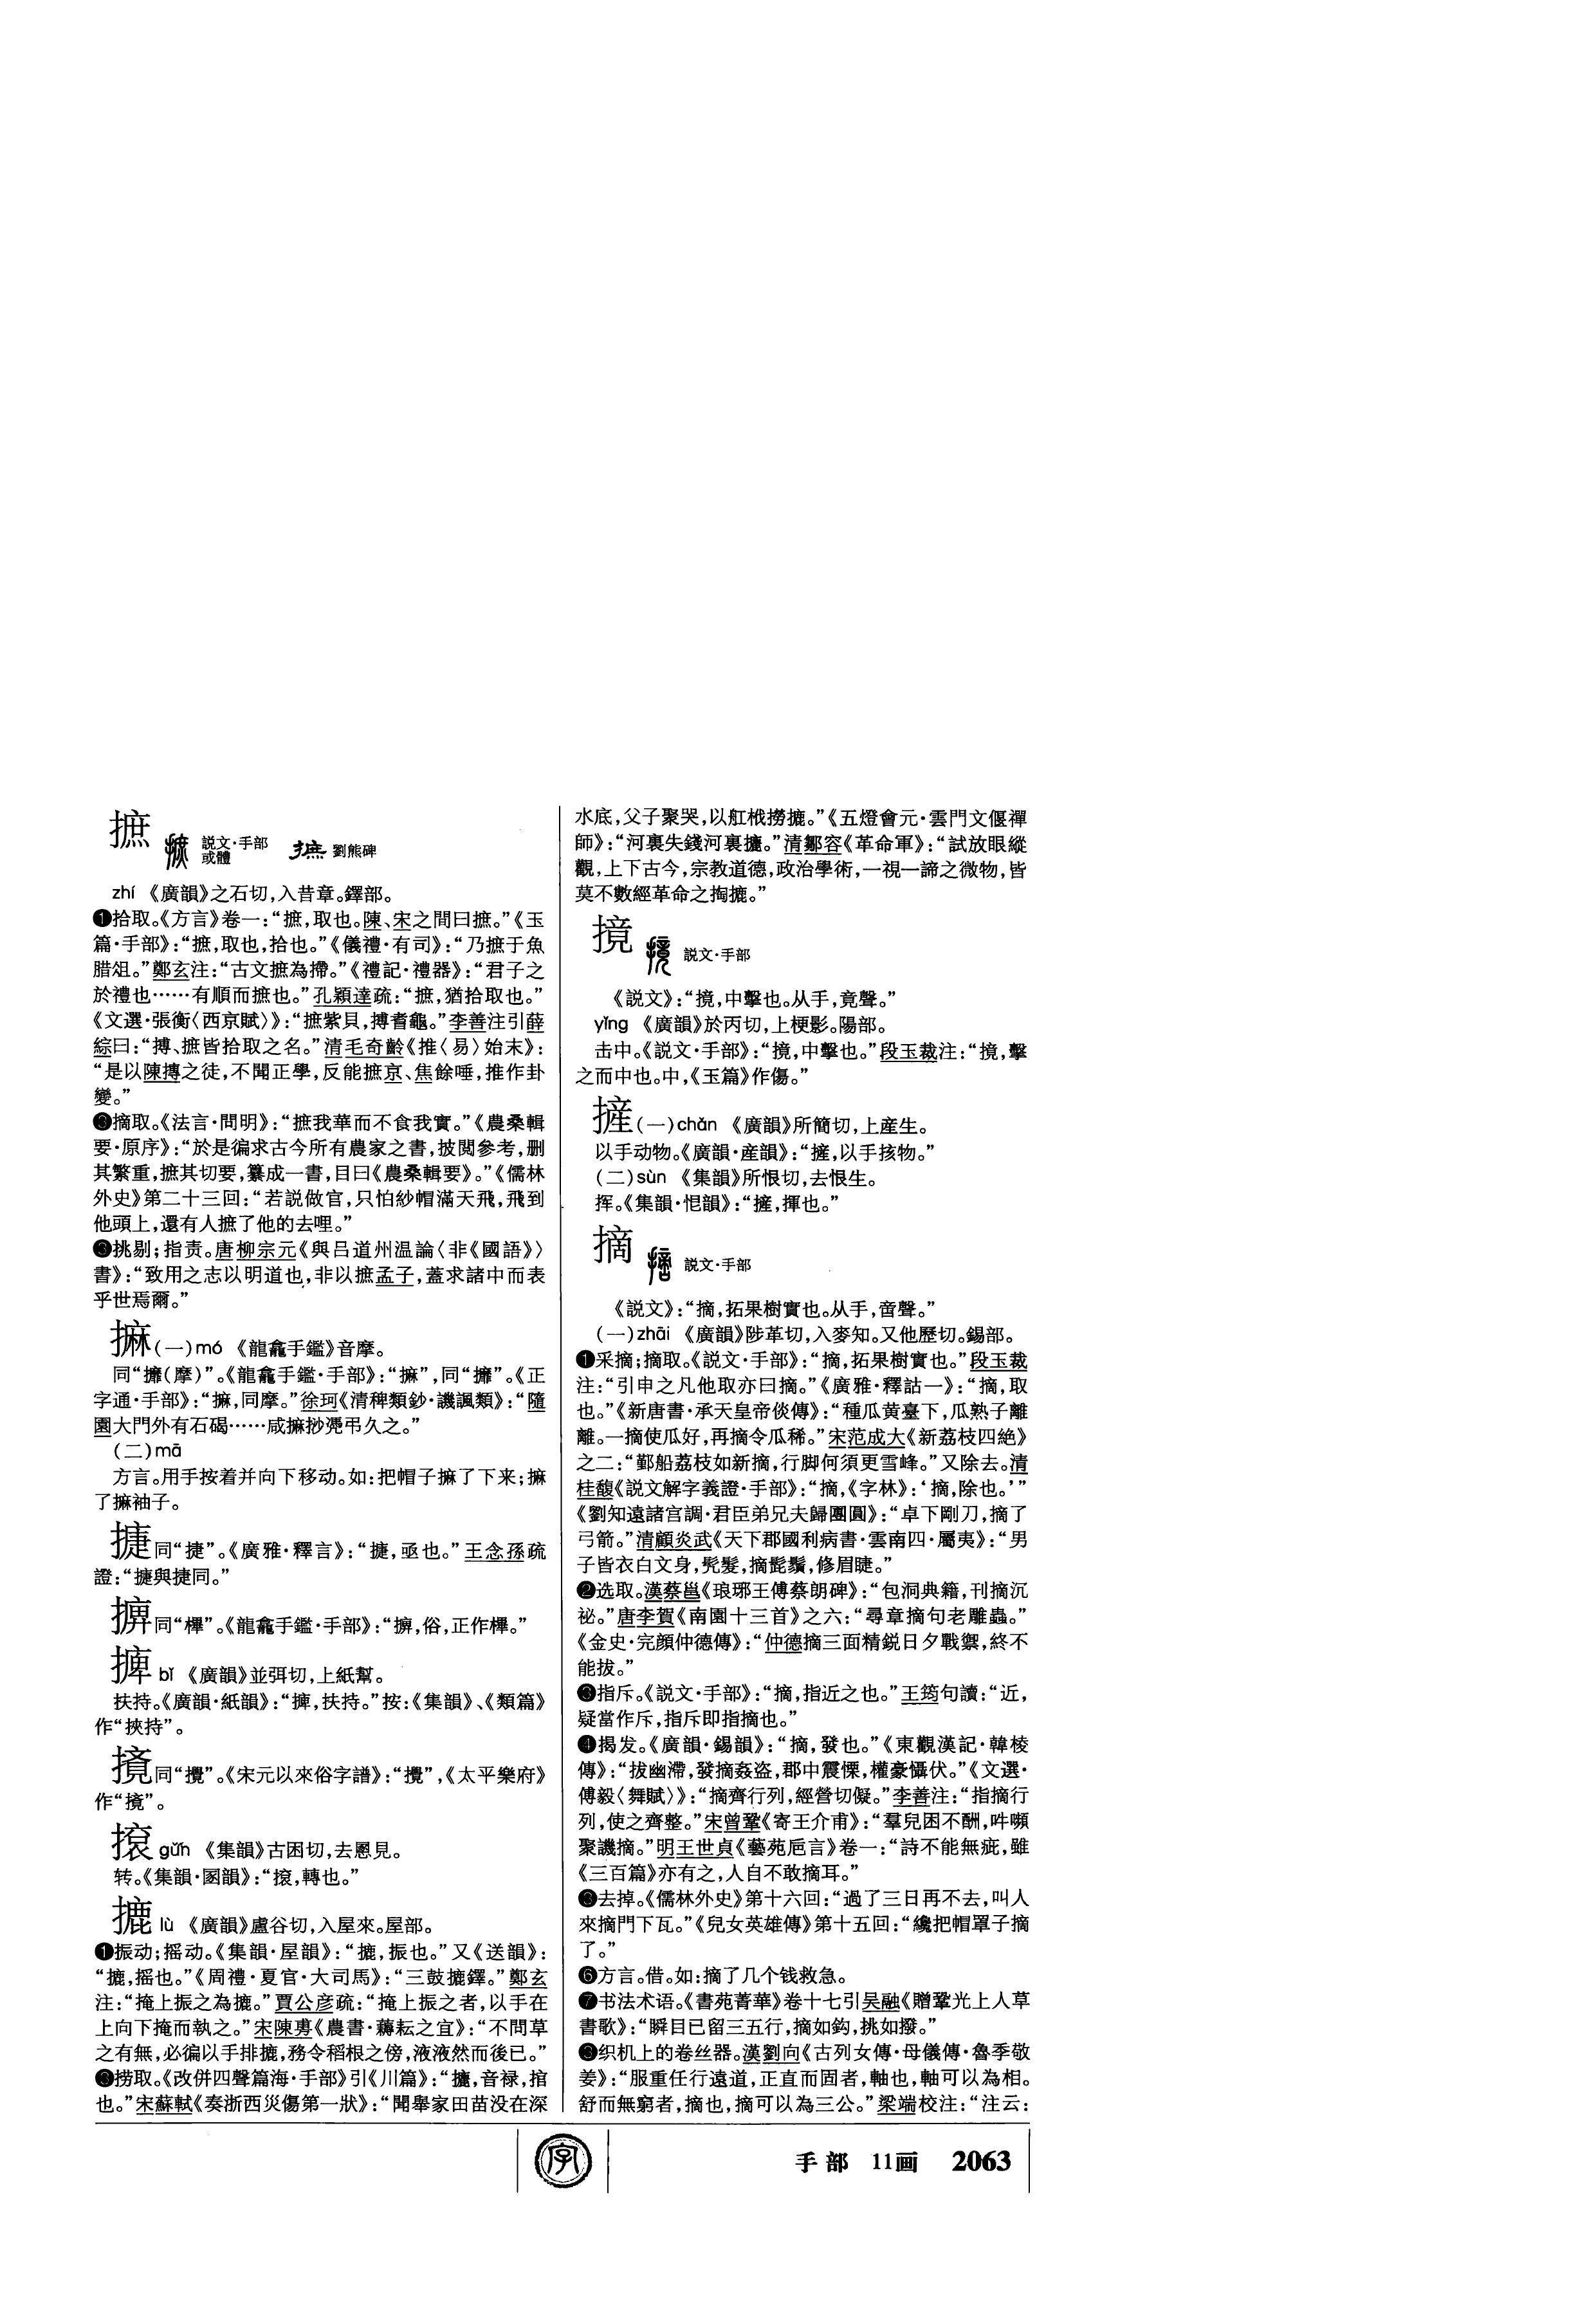 摭 説文·手部或體 劉熊碑
zhí 《廣韻》之石切,入昔章。鐸部。
❶拾取。《方言》卷一:“摭,取也。陳、宋之間曰摭。”《玉
篇·手部》:“摭,取也,拾也。”《儀禮·有司》:“乃摭于魚
腊俎。”鄭玄注:“古文摭為摕。”《禮記·禮器》:“君子之
於禮也……有順而摭也。”孔穎達疏:“摭,猶拾取也。”
《文選·張衡〈西京賦〉》:“摭紫貝,搏耆龜。”李善注引薛
綜曰:“搏、摭皆拾取之名。”清毛奇齡《推〈易〉始末》:
“是以陳摶之徒,不聞正學,反能摭京、焦餘唾,推作卦
變。”
❷摘取。《法言·問明》:“摭我華而不食我實。”《農桑輯
要·原序》:“於是徧求古今所有農家之書,披閲參考,删
其繁重,摭其切要,纂成一書,目曰《農桑輯要》。”《儒林
外史》第二十三回:“若説做官,只怕紗帽滿天飛,飛到
他頭上,還有人摭了他的去哩。”
❸挑剔;指责。唐柳宗元《與吕道州温論〈非《國語》〉
書》:“致用之志以明道也,非以摭孟子,蓋求諸中而表
乎世焉爾。”
摩(一)mó 《龍龕手鑑》音摩。
同“攠(摩)”。《龍龕手鑑·手部》:“摩”,同“攠”。《正
字通·手部》:“𢳀,同摩。”徐珂《清稗類鈔·譏諷類》:“隨
園大門外有石碣……咸𢳀抄凴弔久之。”
(二)mā
方言。用手按着并向下移动。如:把帽子𢳀了下来;𢳀
了𢳀袖子。
㨗同“捷”。《廣雅·釋言》:“㨗,亟也。”王念孫疏
證:“㨗與捷同。”
同“櫸”。《龍龕手鑑·手部》:“,俗,正作櫸。”
bǐ 《廣韻》並弭切,上紙幫。
扶持。《廣韻·紙韻》:“,扶持。”按:《集韻》、《類篇》
作“挾持”。
同“攪”。《宋元以來俗字譜》:“攪”,《太平樂府》
作“”。
㨰 gǔn 《集韻》古困切,去慁見。
转。《集韻·圂韻》:“㨰,轉也。”
摝 lù 《廣韻》盧谷切,入屋來。屋部。
❶振动;摇动。《集韻·屋韻》:“摝,振也。”又《送韻》:
“摝,摇也。”《周禮·夏官·大司馬》:“三鼓摝鐸。”鄭玄
注:“掩上振之為摝。”賈公彦疏:“掩上振之者,以手在
上向下掩而執之。”宋陳旉《農書·薅耘之宜》:“不問草
之有無,必徧以手排摝,務令稻根之傍,液液然而後已。”
❷捞取。《改併四聲篇海·手部》引《川篇》:“摝,音禄,揎
也。”宋蘇軾《奏浙西災傷第一狀》:“聞舉家田苗没在深
水底,父子聚哭,以舡栰撈摝。”《五燈會元·雲門文偃禪
師》:“河裏失錢河裏摝。”清鄒容《革命軍》:“試放眼縱
觀,上下古今,宗教道德,政治學術,一視一諦之微物,皆
莫不數經革命之掏摝。”
摬 説文·手部
《説文》:“摬,中擊也。从手,竟聲。”
yǐng 《廣韻》於丙切,上梗影。陽部。
击中。《説文·手部》:“摬,中擊也。”段玉裁注:“摬,擊
之而中也。中,《玉篇》作傷。”
摌(一)chǎn 《廣韻》所簡切,上産生。
以手动物。《廣韻·産韻》:“摌,以手挍物。”
(二)sùn 《集韻》所恨切,去恨生。
挥。《集韻·恨韻》:“摌,揮也。”
摘 説文·手部
《説文》:“摘,拓果樹實也。从手,啻聲。”
(一)zhāi 《廣韻》陟革切,入麥知。又他歷切。錫部。
❶采摘;摘取。《説文·手部》:“摘,拓果樹實也。”段玉裁
注:“引申之凡他取亦曰摘。”《廣雅·釋詁一》:“摘,取
也。”《新唐書·承天皇帝倓傳》:“種瓜黄臺下,瓜熟子離
離。一摘使瓜好,再摘令瓜稀。”宋范成大《新荔枝四絶》
之二:“鄞船荔枝如新摘,行脚何須更雪峰。”又除去。清
桂馥《説文解字義證·手部》:“摘,《字林》:‘摘,除也。’”
《劉知遠諸宫調·君臣弟兄夫歸團圓》:“卓下剛刀,摘了
弓箭。”清顧炎武《天下郡國利病書·雲南四·屬夷》:“男
子皆衣白文身,髡髮,摘髭鬚,修眉睫。”
❷选取。漢蔡邕《琅邪王傅蔡朗碑》:“包洞典籍,刊摘沉
祕。”唐李賀《南園十三首》之六:“尋章摘句老雕蟲。”
《金史·完顔仲德傳》:“仲德摘三面精鋭日夕戰禦,終不
能拔。”
❸指斥。《説文·手部》:“摘,指近之也。”王筠句讀:“近,
疑當作斥,指斥即指摘也。”
❹揭发。《廣韻·錫韻》:“摘,發也。”《東觀漢記·韓棱
傳》:“拔幽滯,發摘姦盗,郡中震慄,權豪懾伏。”《文選·
傅毅〈舞賦〉》:“摘齊行列,經營切儗。”李善注:“指摘行
列,使之齊整。”宋曾鞏《寄王介甫》:“羣兒困不酬,吽嚬
聚譏摘。”明王世貞《藝苑巵言》卷一:“詩不能無疵,雖
《三百篇》亦有之,人自不敢摘耳。”
❺去掉。《儒林外史》第十六回:“過了三日再不去,叫人
來摘門下瓦。”《兒女英雄傳》第十五回:“纔把帽罩子摘
了。”
❻方言。借。如:摘了几个钱救急。
❼书法术语。《書苑菁華》卷十七引吴融《贈䛒光上人草
書歌》:“瞬目已留三五行,摘如鈎,挑如撥。”
❽织机上的卷丝器。漢劉向《古列女傳·母儀傳·魯季敬
姜》:“服重任行遠道,正直而固者,軸也,軸可以為相。
舒而無窮者,摘也,摘可以為三公。”梁端校注:“注云:
字
手部 11画 2063